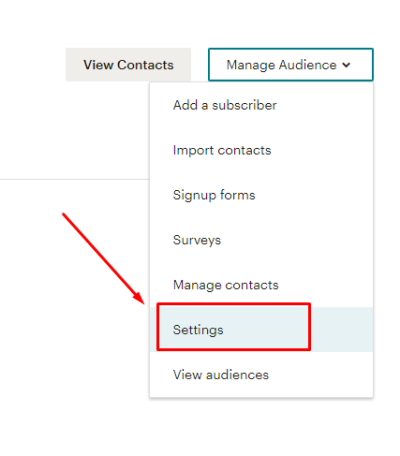 View Contacts
Manage Audience
Add a subscriber
Import contacts
Signup forms
Surveys
Manage contacts
Settings
View audiences